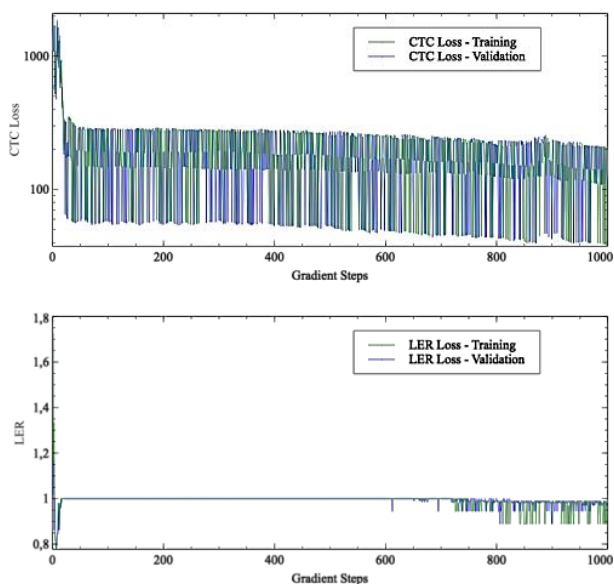 1000
100
CTC Loss
CTC Loss - Training
CTC Loss - Validation
0 200 400 600 800 1000
Gradient Steps
1,8
1,6
1,4
1,2
1
0,8
LER
LER Loss - Training
LER Loss - Validation
0 200 400 600 800 1000
Gradient Steps